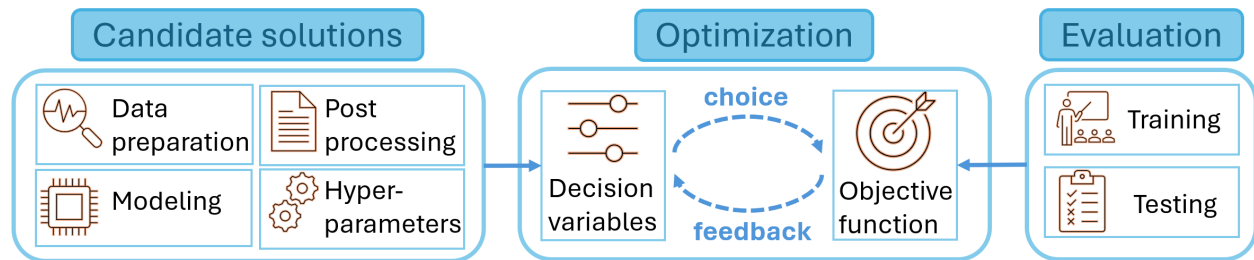 Candidate solutions
Data
preparation
Post
processing
Modeling
Hyper-
parameters
Optimization
Decision
variables
choice
feedback
Objective
function
Evaluation
Training
Testing